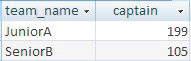 team_name captain
JuniorA 199
SeniorB 105